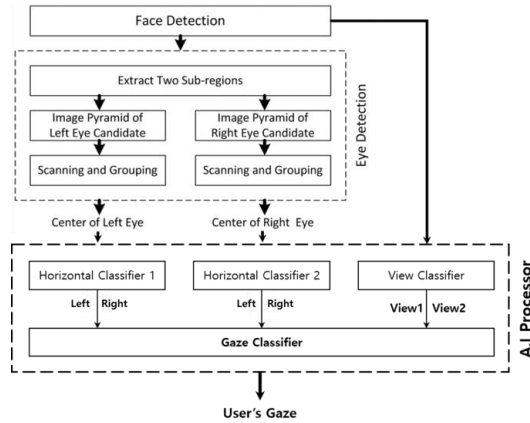 Face Detection
Extract Two Sub-regions
Image Pyramid of
Left Eye Candidate
Image Pyramid of
Right Eye Candidate
Scanning and Grouping
Scanning and Grouping
Eye Detection
Center of Left Eye
Center of Right Eye
Horizontal Classifier 1
Horizontal Classifier 2
View Classifier
Left Right
Left Right
View1 View2
Gaze Classifier
A.I Processor
User's Gaze